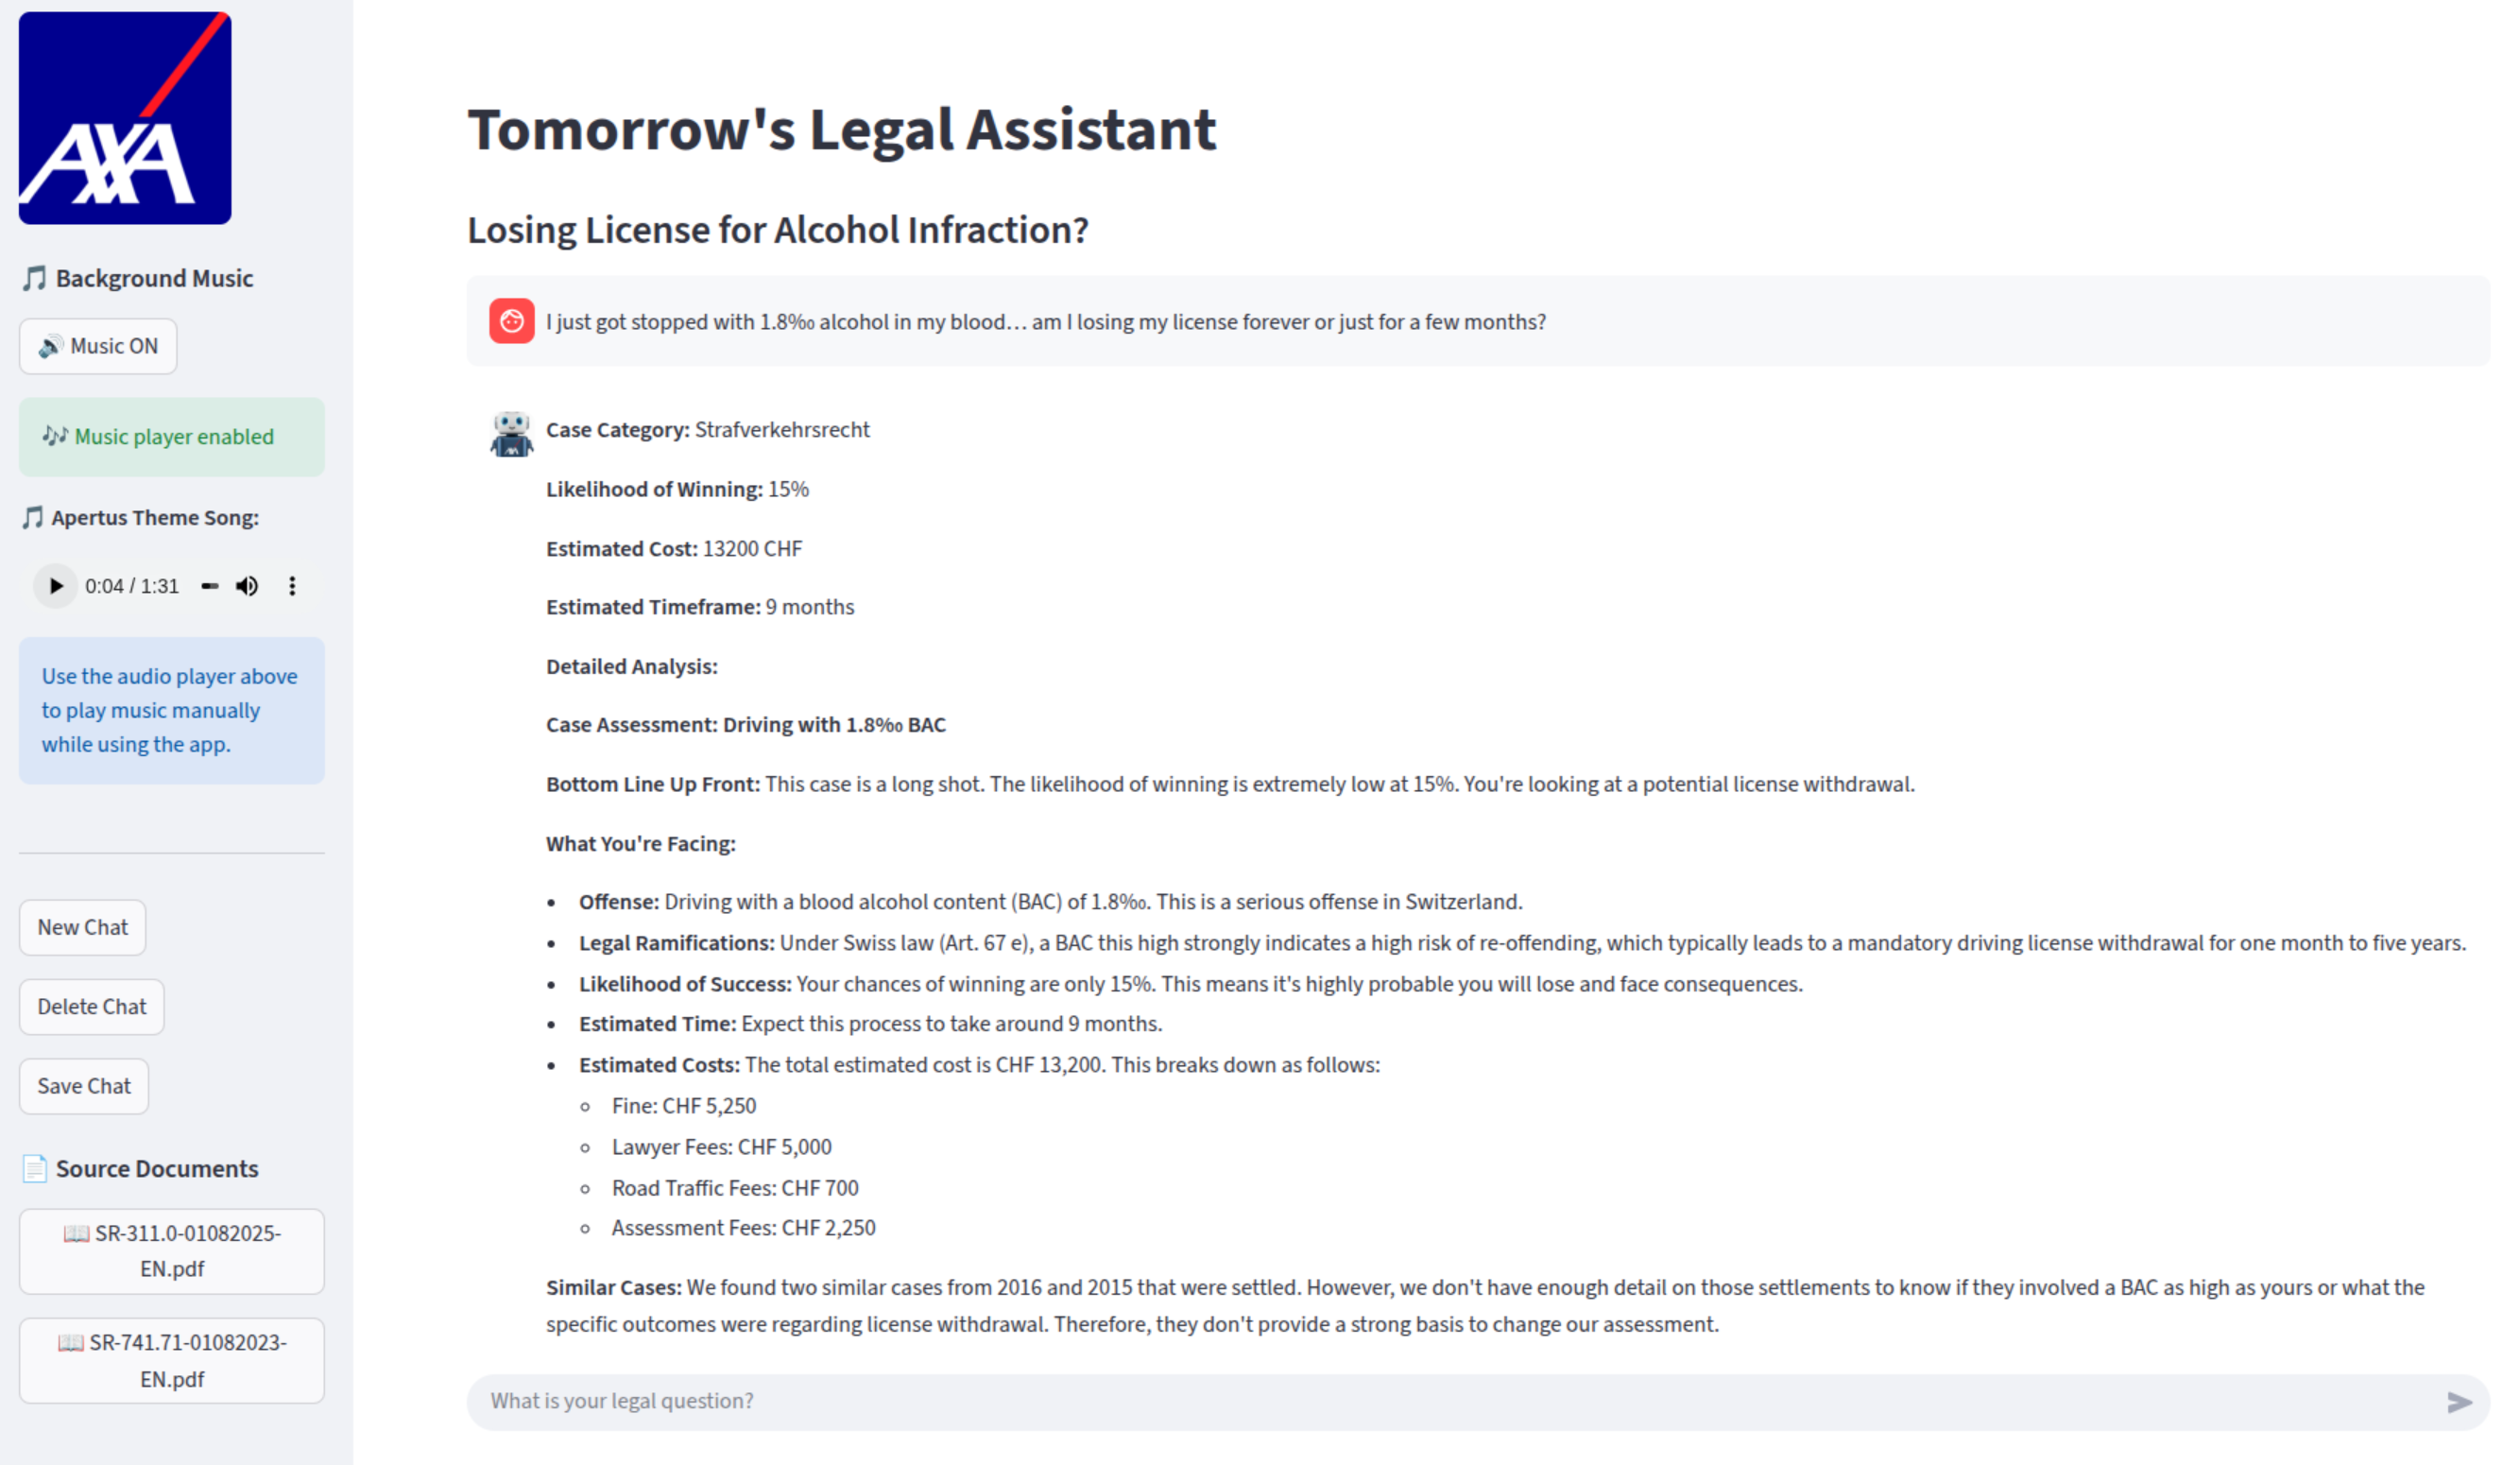 AXA
🎵 Background Music
🔊 Music ON
🎶 Music player enabled
🎵 Apertus Theme Song:
0:04 / 1:31
Use the audio player above
to play music manually
while using the app.
New Chat
Delete Chat
Save Chat
📄 Source Documents
📖 SR-311.0-01082025-
EN.pdf
📖 SR-741.71-01082023-
EN.pdf
Tomorrow's Legal Assistant
Losing License for Alcohol Infraction?
I just got stopped with 1.8‰ alcohol in my blood… am I losing my license forever or just for a few months?
Case Category: Strafverkehrsrecht
Likelihood of Winning: 15%
Estimated Cost: 13200 CHF
Estimated Timeframe: 9 months
Detailed Analysis:
Case Assessment: Driving with 1.8‰ BAC
Bottom Line Up Front: This case is a long shot. The likelihood of winning is extremely low at 15%. You're looking at a potential license withdrawal.
What You're Facing:
• Offense: Driving with a blood alcohol content (BAC) of 1.8‰. This is a serious offense in Switzerland.
• Legal Ramifications: Under Swiss law (Art. 67 e), a BAC this high strongly indicates a high risk of re-offending, which typically leads to a mandatory driving license withdrawal for one month to five years.
• Likelihood of Success: Your chances of winning are only 15%. This means it's highly probable you will lose and face consequences.
• Estimated Time: Expect this process to take around 9 months.
• Estimated Costs: The total estimated cost is CHF 13,200. This breaks down as follows:
◦ Fine: CHF 5,250
◦ Lawyer Fees: CHF 5,000
◦ Road Traffic Fees: CHF 700
◦ Assessment Fees: CHF 2,250
Similar Cases: We found two similar cases from 2016 and 2015 that were settled. However, we don't have enough detail on those settlements to know if they involved a BAC as high as yours or what the
specific outcomes were regarding license withdrawal. Therefore, they don't provide a strong basis to change our assessment.
What is your legal question?